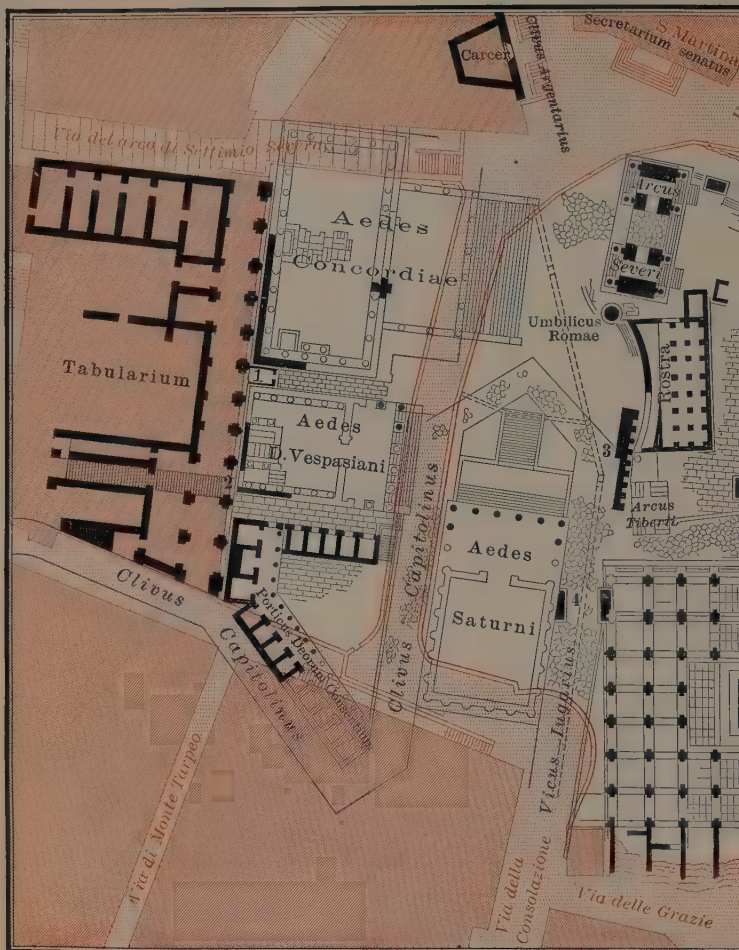 Carcer
Clivus Argentarius
S. Martina
Secretarium senatus
Via del arco di Settimio Severo
Arcus
Severi
Aedes
Concordiae
Umbilicus
Romae
Rostra
Tabularium
1
Aedes
D. Vespasiani
2
3
Arcus
Tiberii
Clivus Capitolinus
Aedes
Saturni
4
Clivus
Capitolinus
Porticus Deorum Consentium
Vicus Iugarius
Via di Monte Tarpeo
Via della
Consolazione
Via delle Grazie